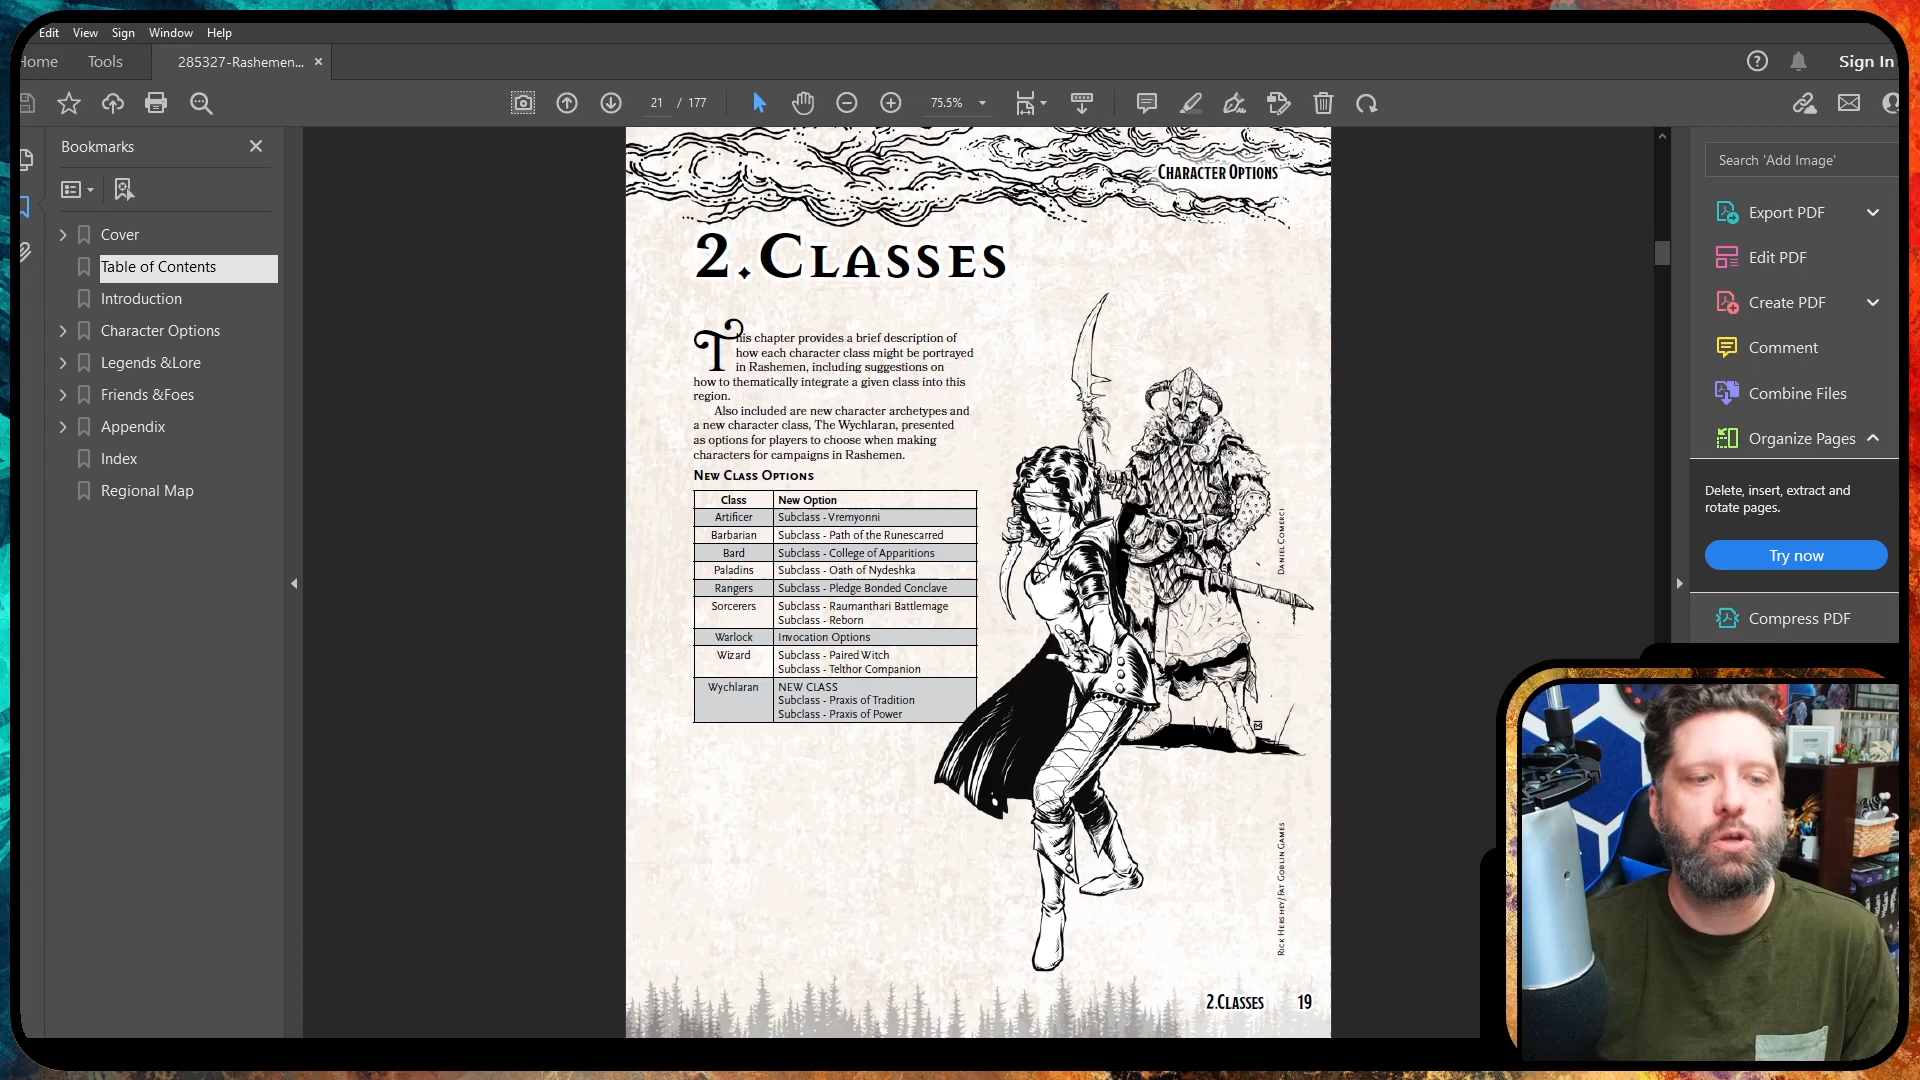 Edit View Sign Window Help
Home Tools 285327-Rashemen... ×
Sign In
21 / 177
75.5%
Bookmarks
Cover
Table of Contents
Introduction
Character Options
Legends &Lore
Friends &Foes
Appendix
Index
Regional Map
Character Options
2.Classes
This chapter provides a brief description of
how each character class might be portrayed
in Rashemen, including suggestions on
how to thematically integrate a given class into this
region.
Also included are new character archetypes and
a new character class, The Wychlaran, presented
as options for players to choose when making
characters for campaigns in Rashemen.
New Class Options
Class New Option
Artificer Subclass - Vremyonni
Barbarian Subclass - Path of the Runescarred
Bard Subclass - College of Apparitions
Paladins Subclass - Oath of Nydeshka
Rangers Subclass - Pledge Bonded Conclave
Sorcerers Subclass - Raumanthari Battlemage
Subclass - Reborn
Warlock Invocation Options
Wizard Subclass - Paired Witch
Subclass - Telthor Companion
Wychlaran NEW CLASS
Subclass - Praxis of Tradition
Subclass - Praxis of Power
Daniel Comerci
Rick Hershey/Fat Goblin Games
2.Classes 19
Search 'Add Image'
Export PDF
Edit PDF
Create PDF
Comment
Combine Files
Organize Pages
Delete, insert, extract and
rotate pages.
Try now
Compress PDF